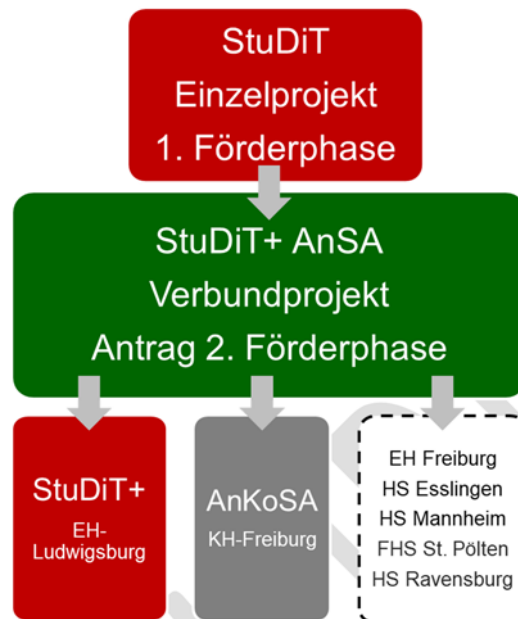 StuDiT
Einzelprojekt
1. Förderphase
StuDiT+ AnSA
Verbundprojekt
Antrag 2. Förderphase
StuDiT+
EH-
Ludwigsburg
AnKoSA
KH-Freiburg
EH Freiburg
HS Esslingen
HS Mannheim
FHS St. Pölten
HS Ravensburg